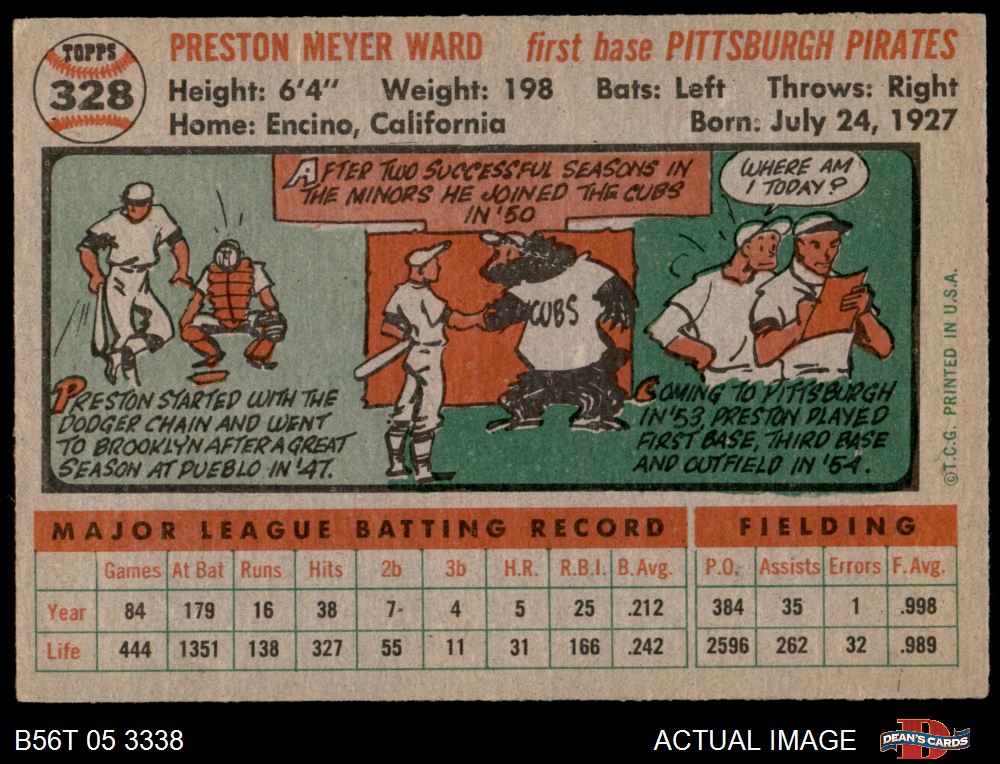 TOPPS
328
PRESTON MEYER WARD first base PITTSBURGH PIRATES
Height: 6'4" Weight: 198 Bats: Left Throws: Right
Home: Encino, California Born: July 24, 1927
PRESTON STARTED WITH THE
DODGER CHAIN AND WENT
TO BROOKLYN AFTER A GREAT
SEASON AT PUEBLO IN '47.
AFTER TWO SUCCESSFUL SEASONS IN
THE MINORS HE JOINED THE CUBS
IN '50
CUBS
WHERE AM
I TODAY?
COMING TO PITTSBURGH
IN '53, PRESTON PLAYED
FIRST BASE, THIRD BASE
AND OUTFIELD IN '54.
©T.C.G. PRINTED IN U.S.A.
MAJOR LEAGUE BATTING RECORD FIELDING
Games At Bat Runs Hits 2b 3b H.R. R.B.I. B.Avg. P.O. Assists Errors F.Avg.
Year 84 179 16 38 7 4 5 25 .212 384 35 1 .998
Life 444 1351 138 327 55 11 31 166 .242 2596 262 32 .989
B56T 05 3338 ACTUAL IMAGE
D
DEAN'S CARDS